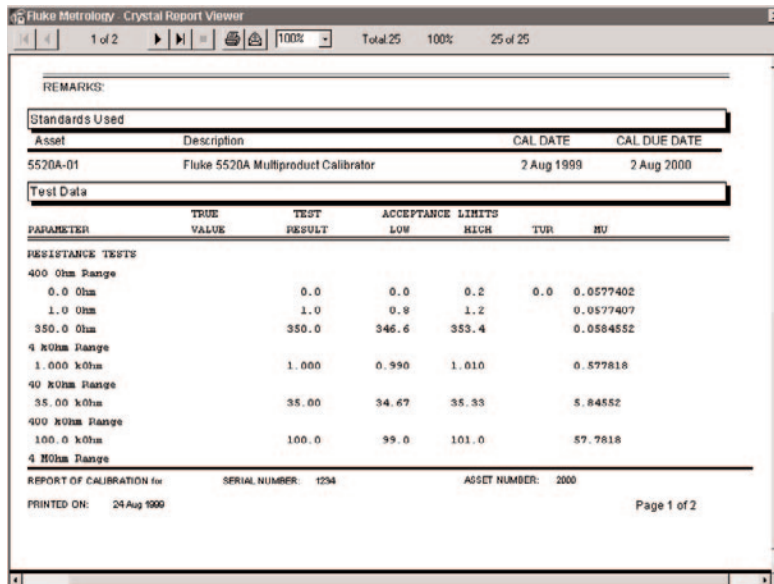 Fluke Metrology - Crystal Report Viewer
1 of 2 100% Total:25 100% 25 of 25
REMARKS:
Standards Used
Asset Description CAL DATE CAL DUE DATE
5520A-01 Fluke 5520A Multiproduct Calibrator 2 Aug 1999 2 Aug 2000
Test Data
TRUE TEST ACCEPTANCE LIMITS
PARAMETER VALUE RESULT LOW HIGH TUR MU
RESISTANCE TESTS
400 Ohm Range
0.0 Ohm 0.0 0.0 0.2 0.0 0.0577402
1.0 Ohm 1.0 0.8 1.2 0.0577407
350.0 Ohm 350.0 346.6 353.4 0.0584552
4 kOhm Range
1.000 kOhm 1.000 0.990 1.010 0.577818
40 kOhm Range
35.00 kOhm 35.00 34.67 35.33 5.84552
400 kOhm Range
100.0 kOhm 100.0 99.0 101.0 57.7818
4 MOhm Range
REPORT OF CALIBRATION for SERIAL NUMBER: 1234 ASSET NUMBER: 2000
PRINTED ON: 24 Aug 1999 Page 1 of 2